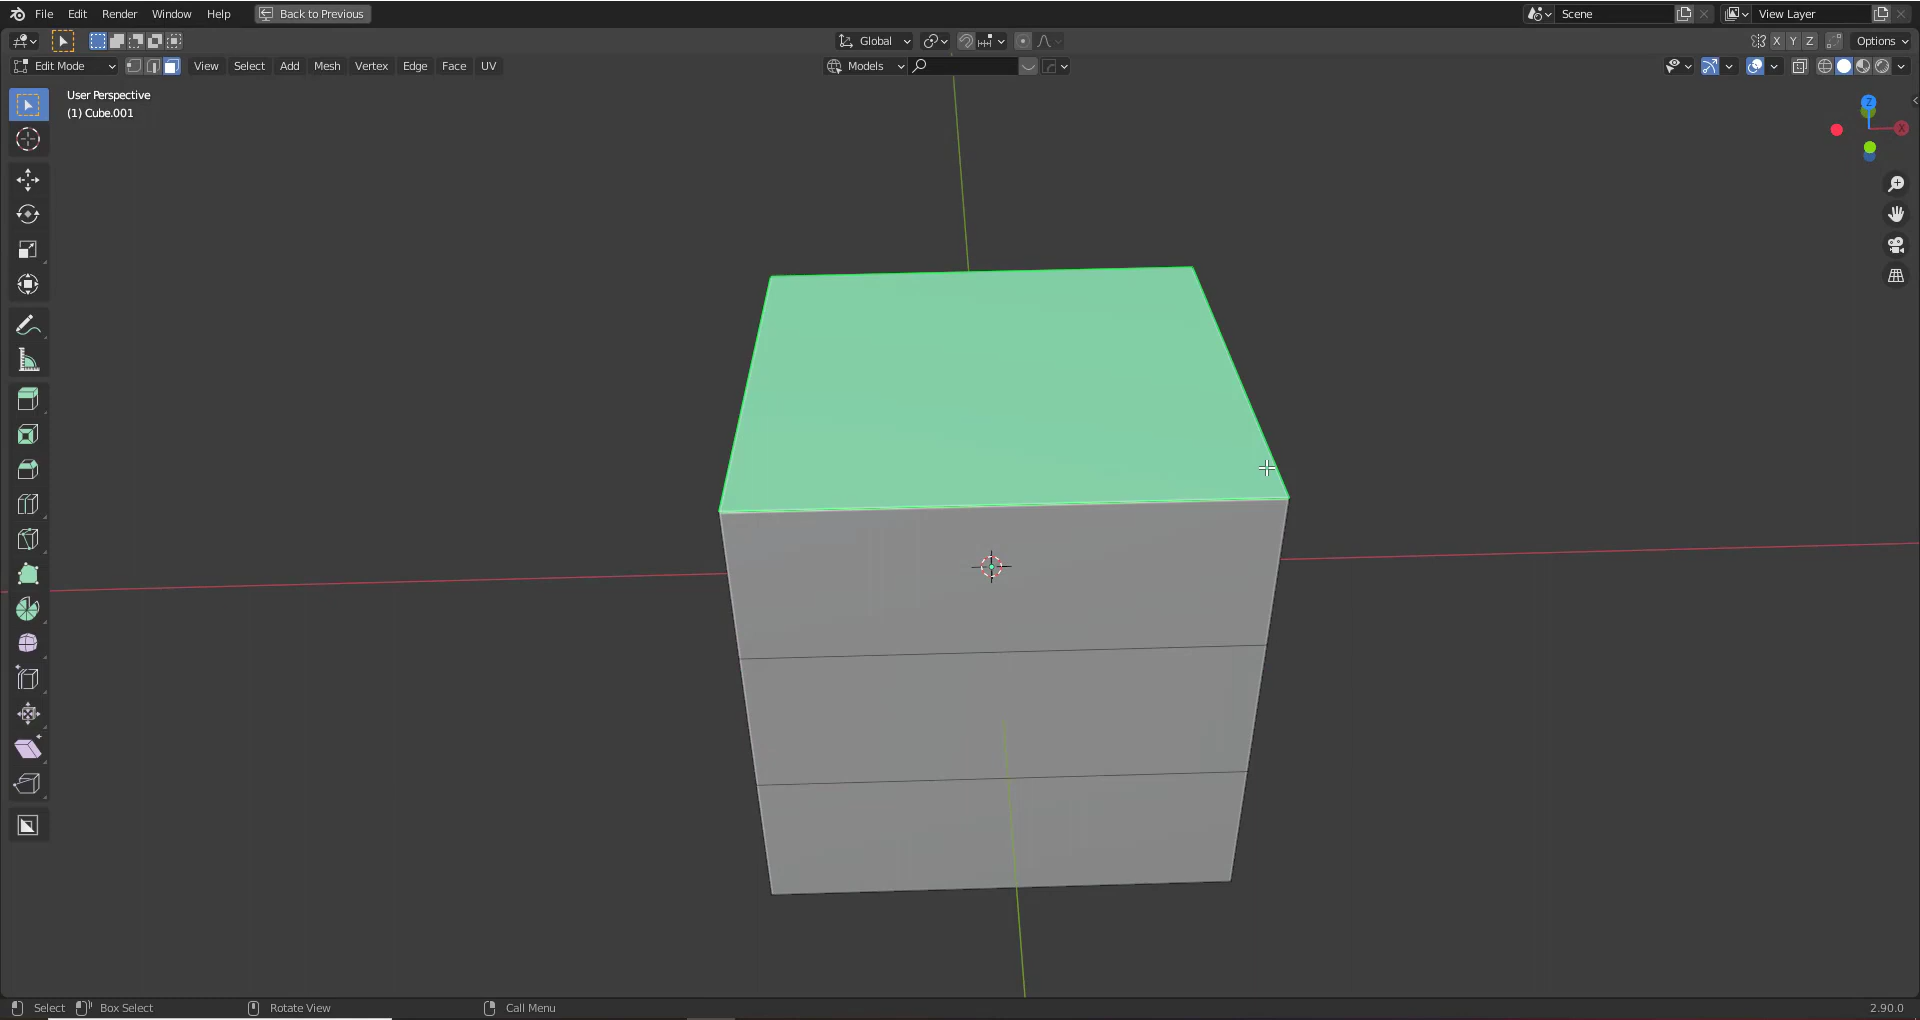 File Edit Render Window Help Back to Previous Scene View Layer
Global X Y Z Options
Edit Mode View Select Add Mesh Vertex Edge Face UV Models
User Perspective
(1) Cube.001
Z
X
Select Box Select Rotate View Call Menu 2.90.0